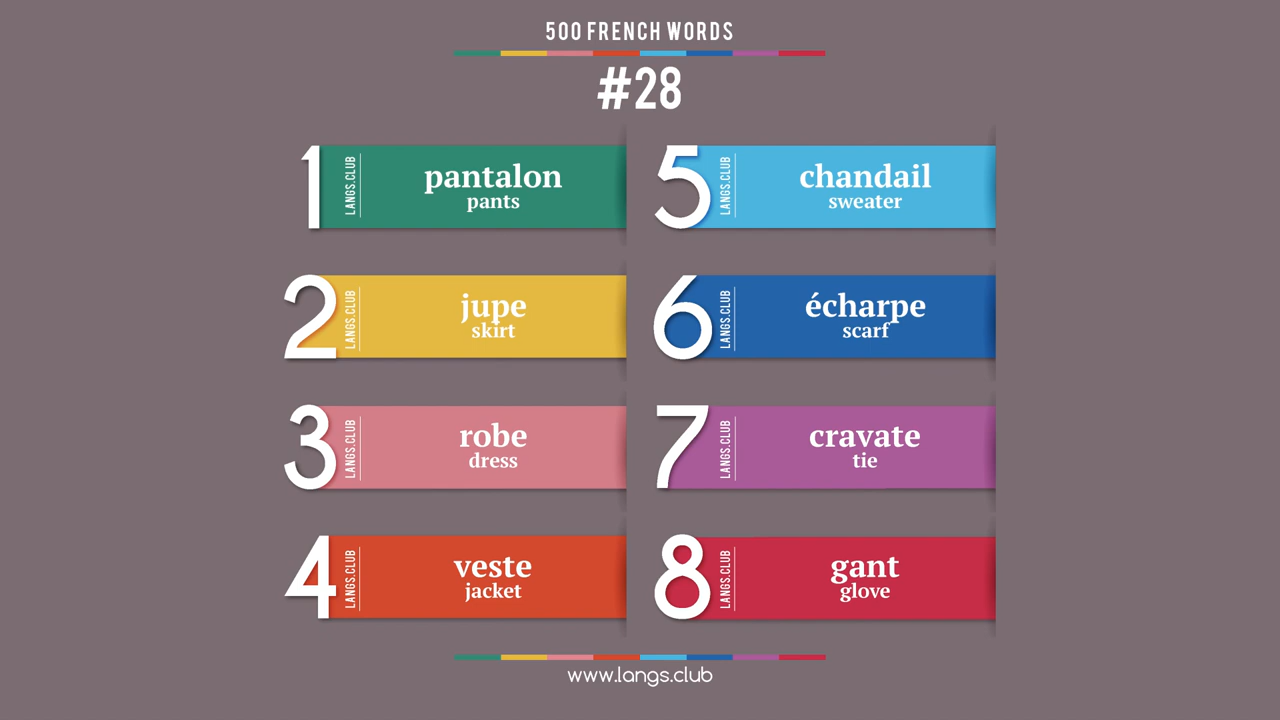 500 FRENCH WORDS
#28
1
LANGS.CLUB
pantalon
pants
2
LANGS.CLUB
jupe
skirt
3
LANGS.CLUB
robe
dress
4
LANGS.CLUB
veste
jacket
5
LANGS.CLUB
chandail
sweater
6
LANGS.CLUB
écharpe
scarf
7
LANGS.CLUB
cravate
tie
8
LANGS.CLUB
gant
glove
www.langs.club